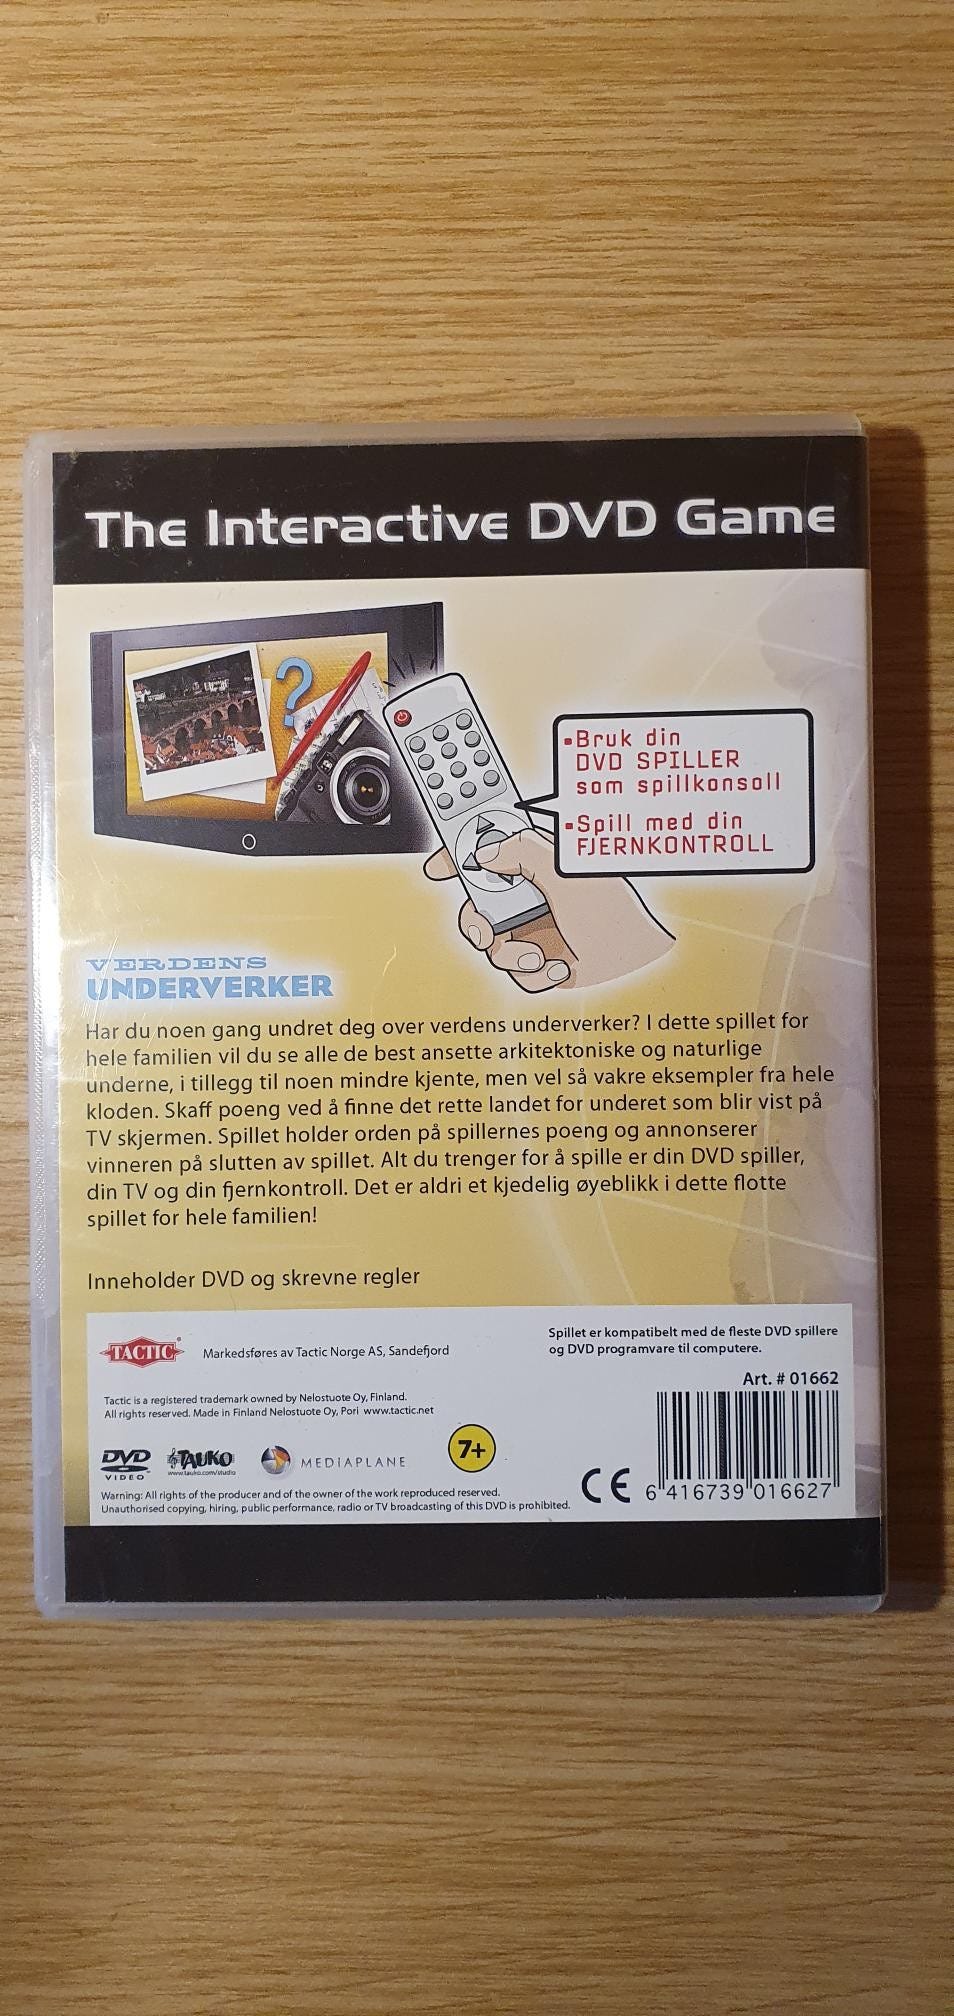 The Interactive DVD Game
•Bruk din
DVD SPILLER
som spillkonsoll
•Spill med din
FJERNKONTROLL
VERDENS
UNDERVERKER
Har du noen gang undret deg over verdens underverker? I dette spillet for
hele familien vil du se alle de best ansette arkitektoniske og naturlige
underne, i tillegg til noen mindre kjente, men vel så vakre eksempler fra hele
kloden. Skaff poeng ved å finne det rette landet for underet som blir vist på
TV skjermen. Spillet holder orden på spillernes poeng og annonserer
vinneren på slutten av spillet. Alt du trenger for å spille er din DVD spiller,
din TV og din fjernkontroll. Det er aldri et kjedelig øyeblikk i dette flotte
spillet for hele familien!
Inneholder DVD og skrevne regler
TACTIC®
Markedsføres av Tactic Norge AS, Sandefjord
Spillet er kompatibelt med de fleste DVD spillere
og DVD programvare til computere.
Art. # 01662
Tactic is a registered trademark owned by Nelostuote Oy, Finland.
All rights reserved. Made in Finland Nelostuote Oy, Pori www.tactic.net
DVD
VIDEO
TAUKO
www.tauko.com/studio
MEDIAPLANE
7+
CE
6 416739 016627
Warning: All rights of the producer and of the owner of the work reproduced reserved.
Unauthorised copying, hiring, public performance, radio or TV broadcasting of this DVD is prohibited.